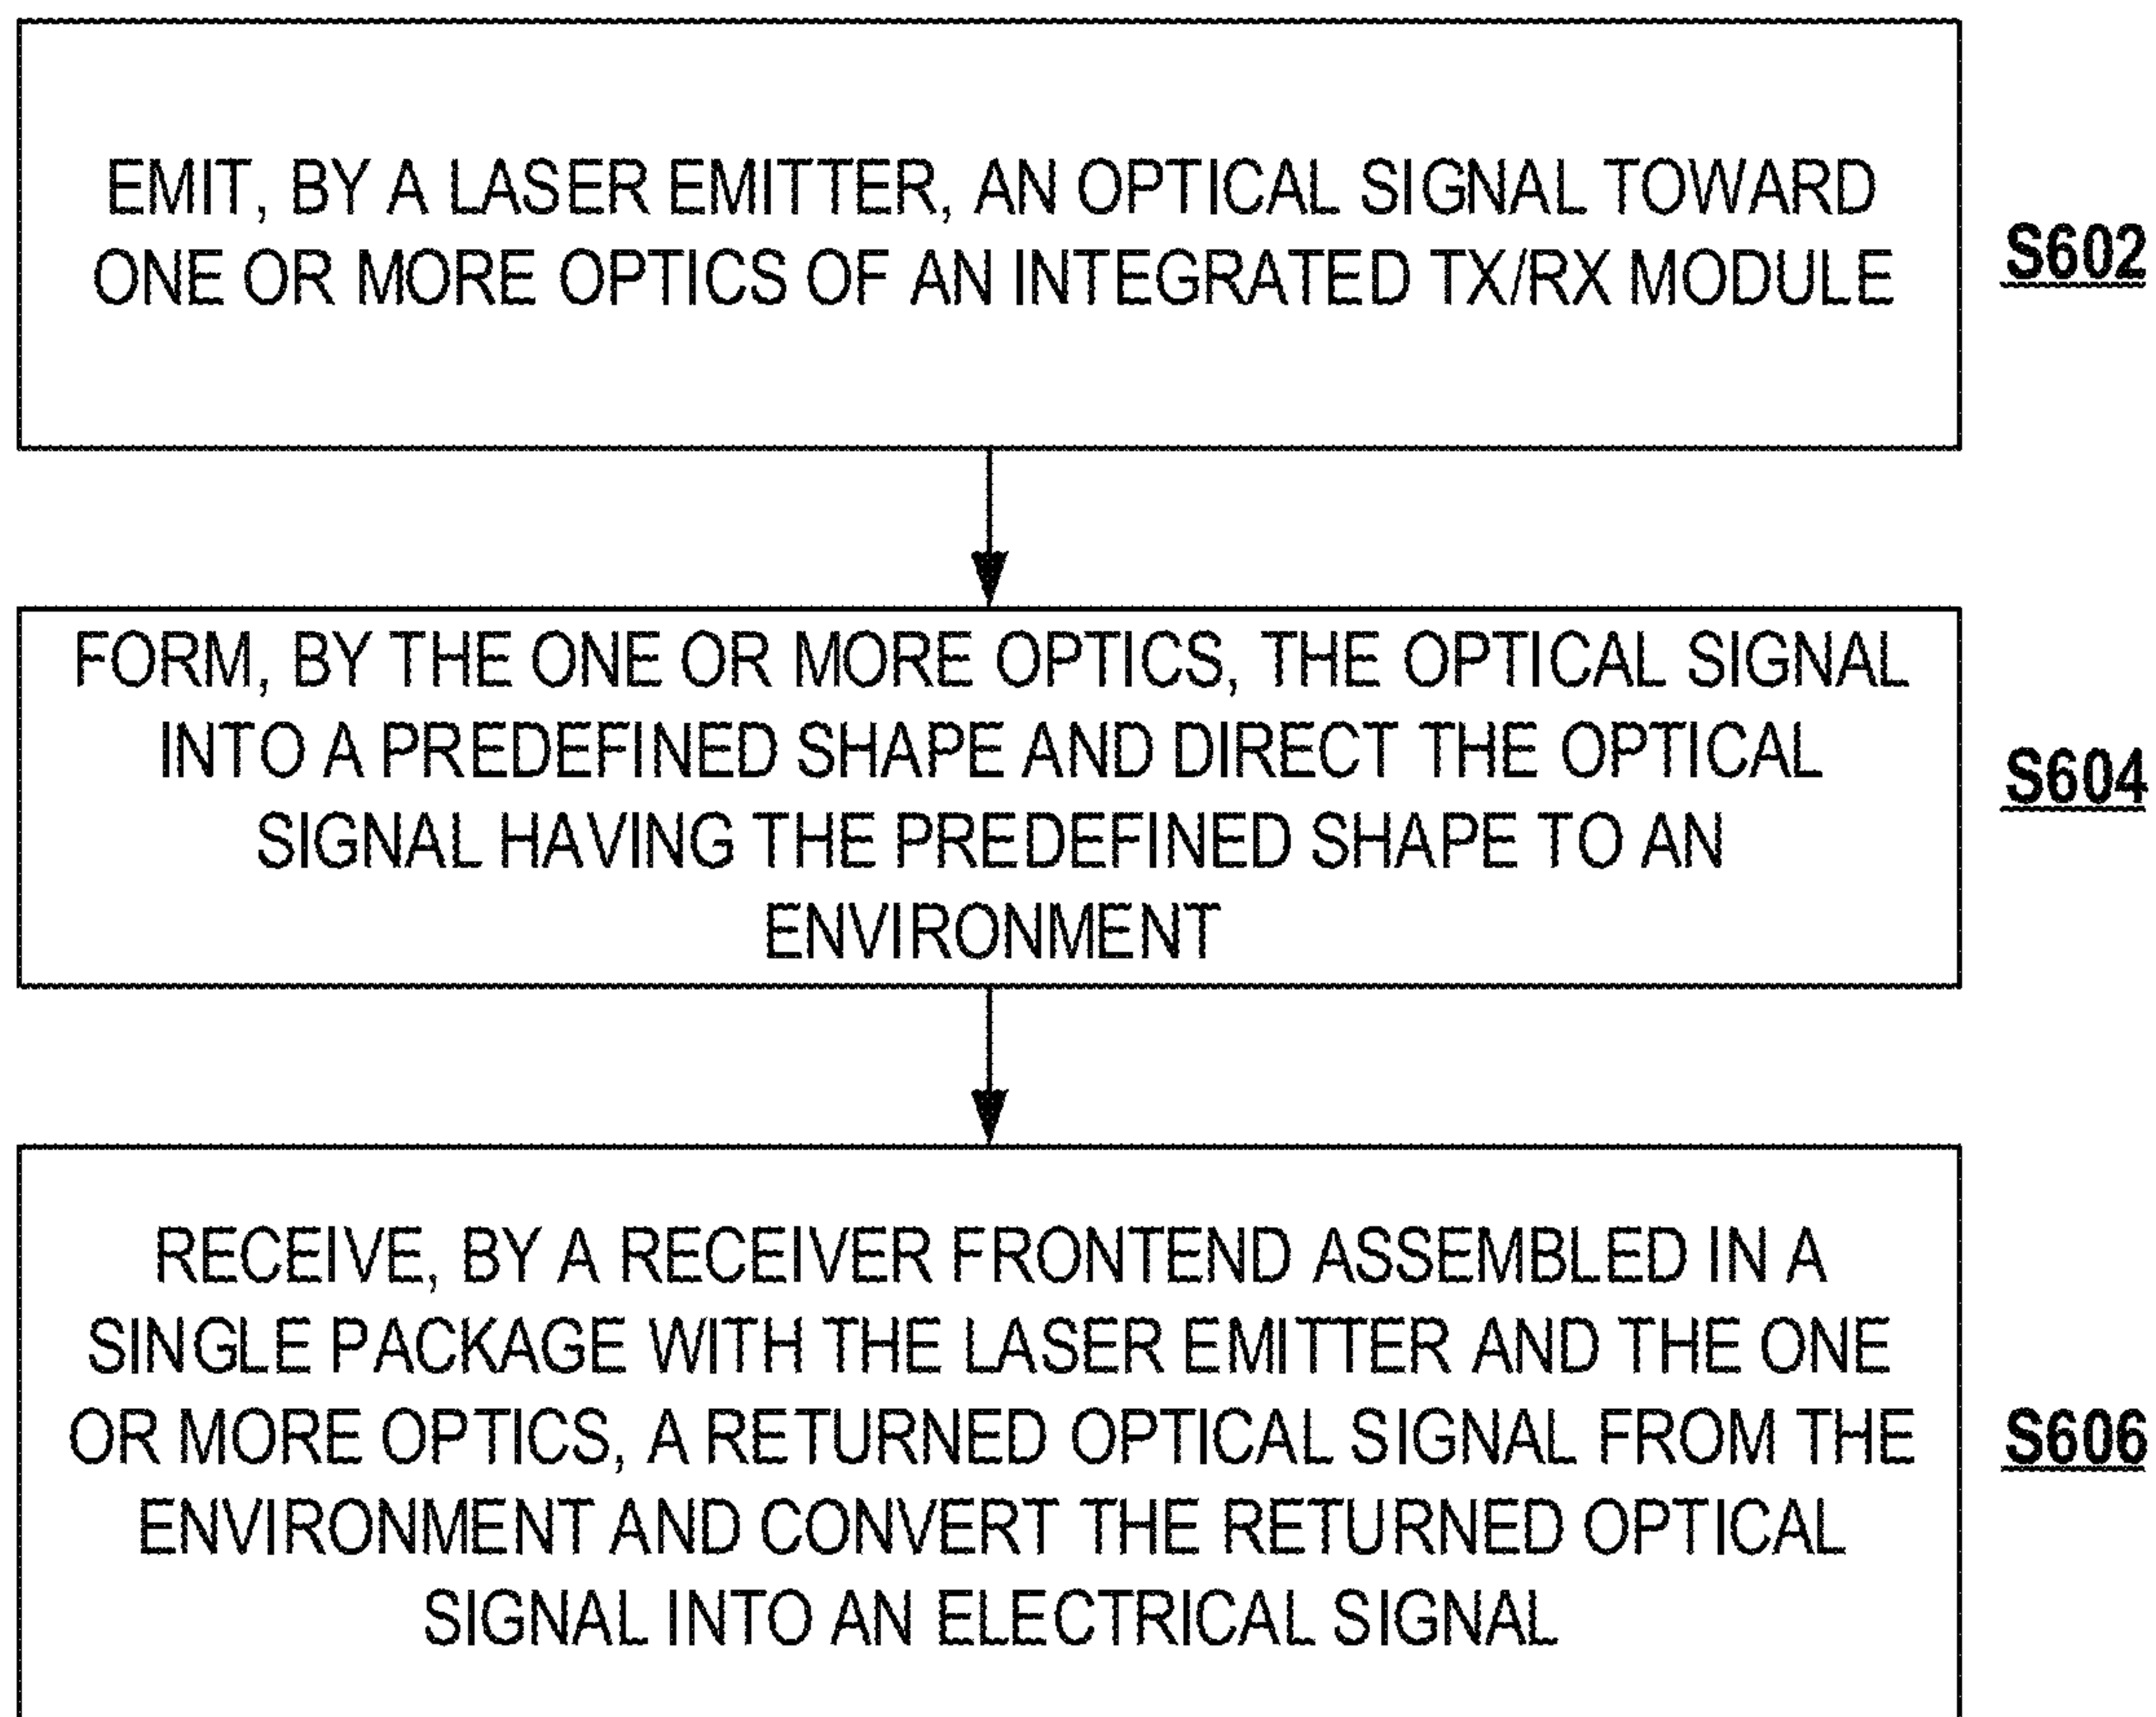 EMIT, BY A LASER EMITTER, AN OPTICAL SIGNAL TOWARD
ONE OR MORE OPTICS OF AN INTEGRATED TX/RX MODULE
S602
FORM, BY THE ONE OR MORE OPTICS, THE OPTICAL SIGNAL
INTO A PREDEFINED SHAPE AND DIRECT THE OPTICAL
SIGNAL HAVING THE PREDEFINED SHAPE TO AN
ENVIRONMENT
S604
RECEIVE, BY A RECEIVER FRONTEND ASSEMBLED IN A
SINGLE PACKAGE WITH THE LASER EMITTER AND THE ONE
OR MORE OPTICS, A RETURNED OPTICAL SIGNAL FROM THE
ENVIRONMENT AND CONVERT THE RETURNED OPTICAL
SIGNAL INTO AN ELECTRICAL SIGNAL
S606